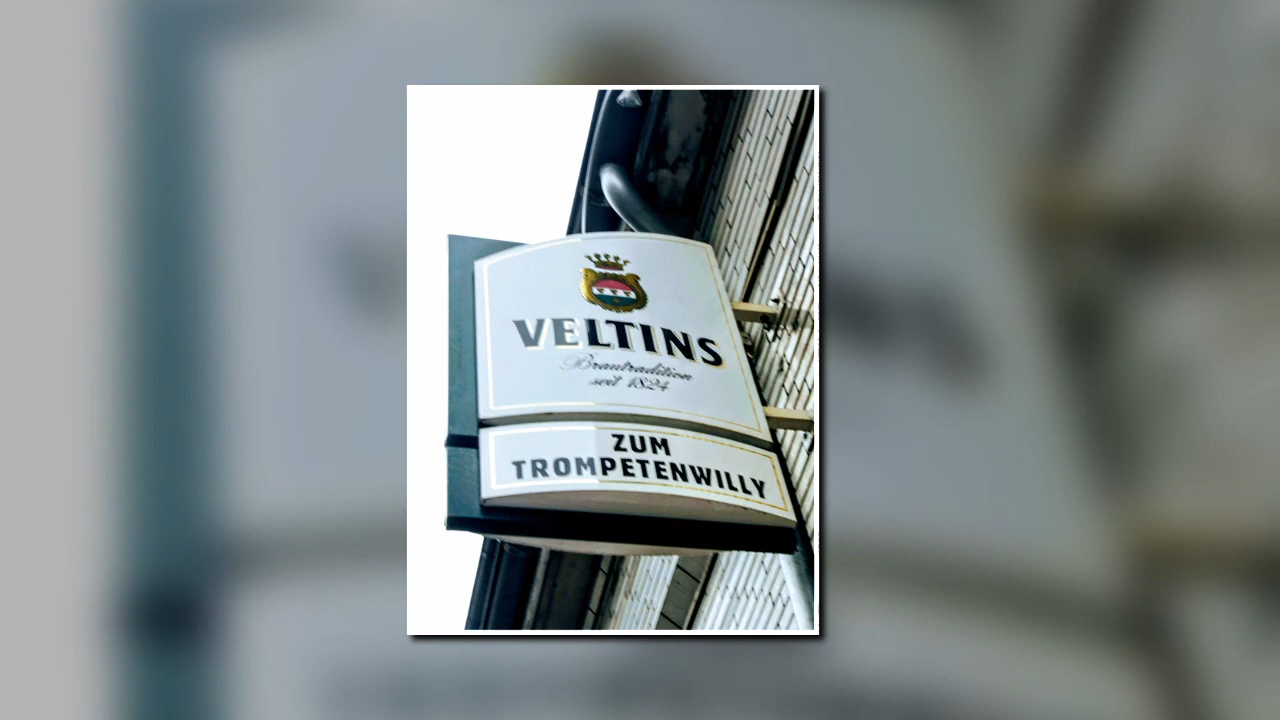 VELTINS
Brautradition
seit 1824
ZUM
TROMPETENWILLY